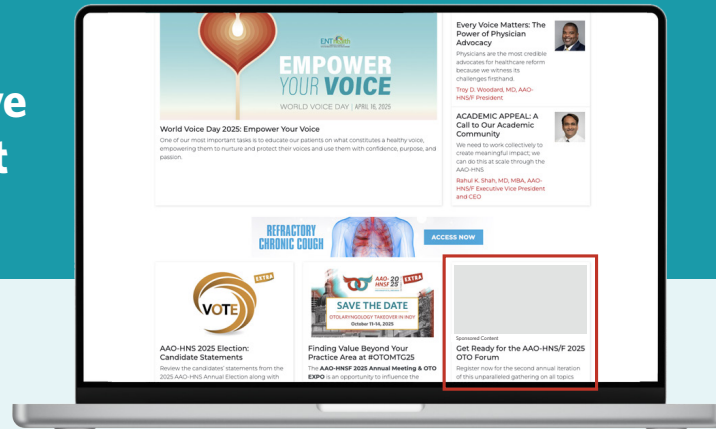 ve
t
ENT
EMPOWER
YOUR VOICE
WORLD VOICE DAY | APRIL 16, 2025
World Voice Day 2025: Empower Your Voice
One of our most important tasks is to educate our patients on what constitutes a healthy voice,
empowering them to nurture and protect their voices and use them with confidence, purpose, and
passion.
Every Voice Matters: The
Power of Physician
Advocacy
Physicians are the most credible
advocates for healthcare reform
because we witness its
challenges firsthand.
Troy D. Woodard, MD, AAO-
HNS/F President
ACADEMIC APPEAL: A
Call to Our Academic
Community
We need to work collectively to
create meaningful impact; we
can do this at scale through the
AAO-HNS
Rahul K. Shah, MD, MBA, AAO-
HNS/F Executive Vice President
and CEO
REFRACTORY
CHRONIC COUGH
ACCESS NOW
EXTRA
VOTE
AAO-HNS 2025 Election:
Candidate Statements
Review the candidates' statements from the
2025 AAO-HNS Annual Election along with
AAO- 20
HNSF 25
EXTRA
SAVE THE DATE
OTOLARYNGOLOGY TAKEOVER IN INDY
October 11-14, 2025
Finding Value Beyond Your
Practice Area at #OTOMTG25
The AAO-HNSF 2025 Annual Meeting & OTO
EXPO is an opportunity to influence the
Sponsored Content
Get Ready for the AAO-HNS/F 2025
OTO Forum
Register now for the second annual iteration
of this unparalleled gathering on all topics